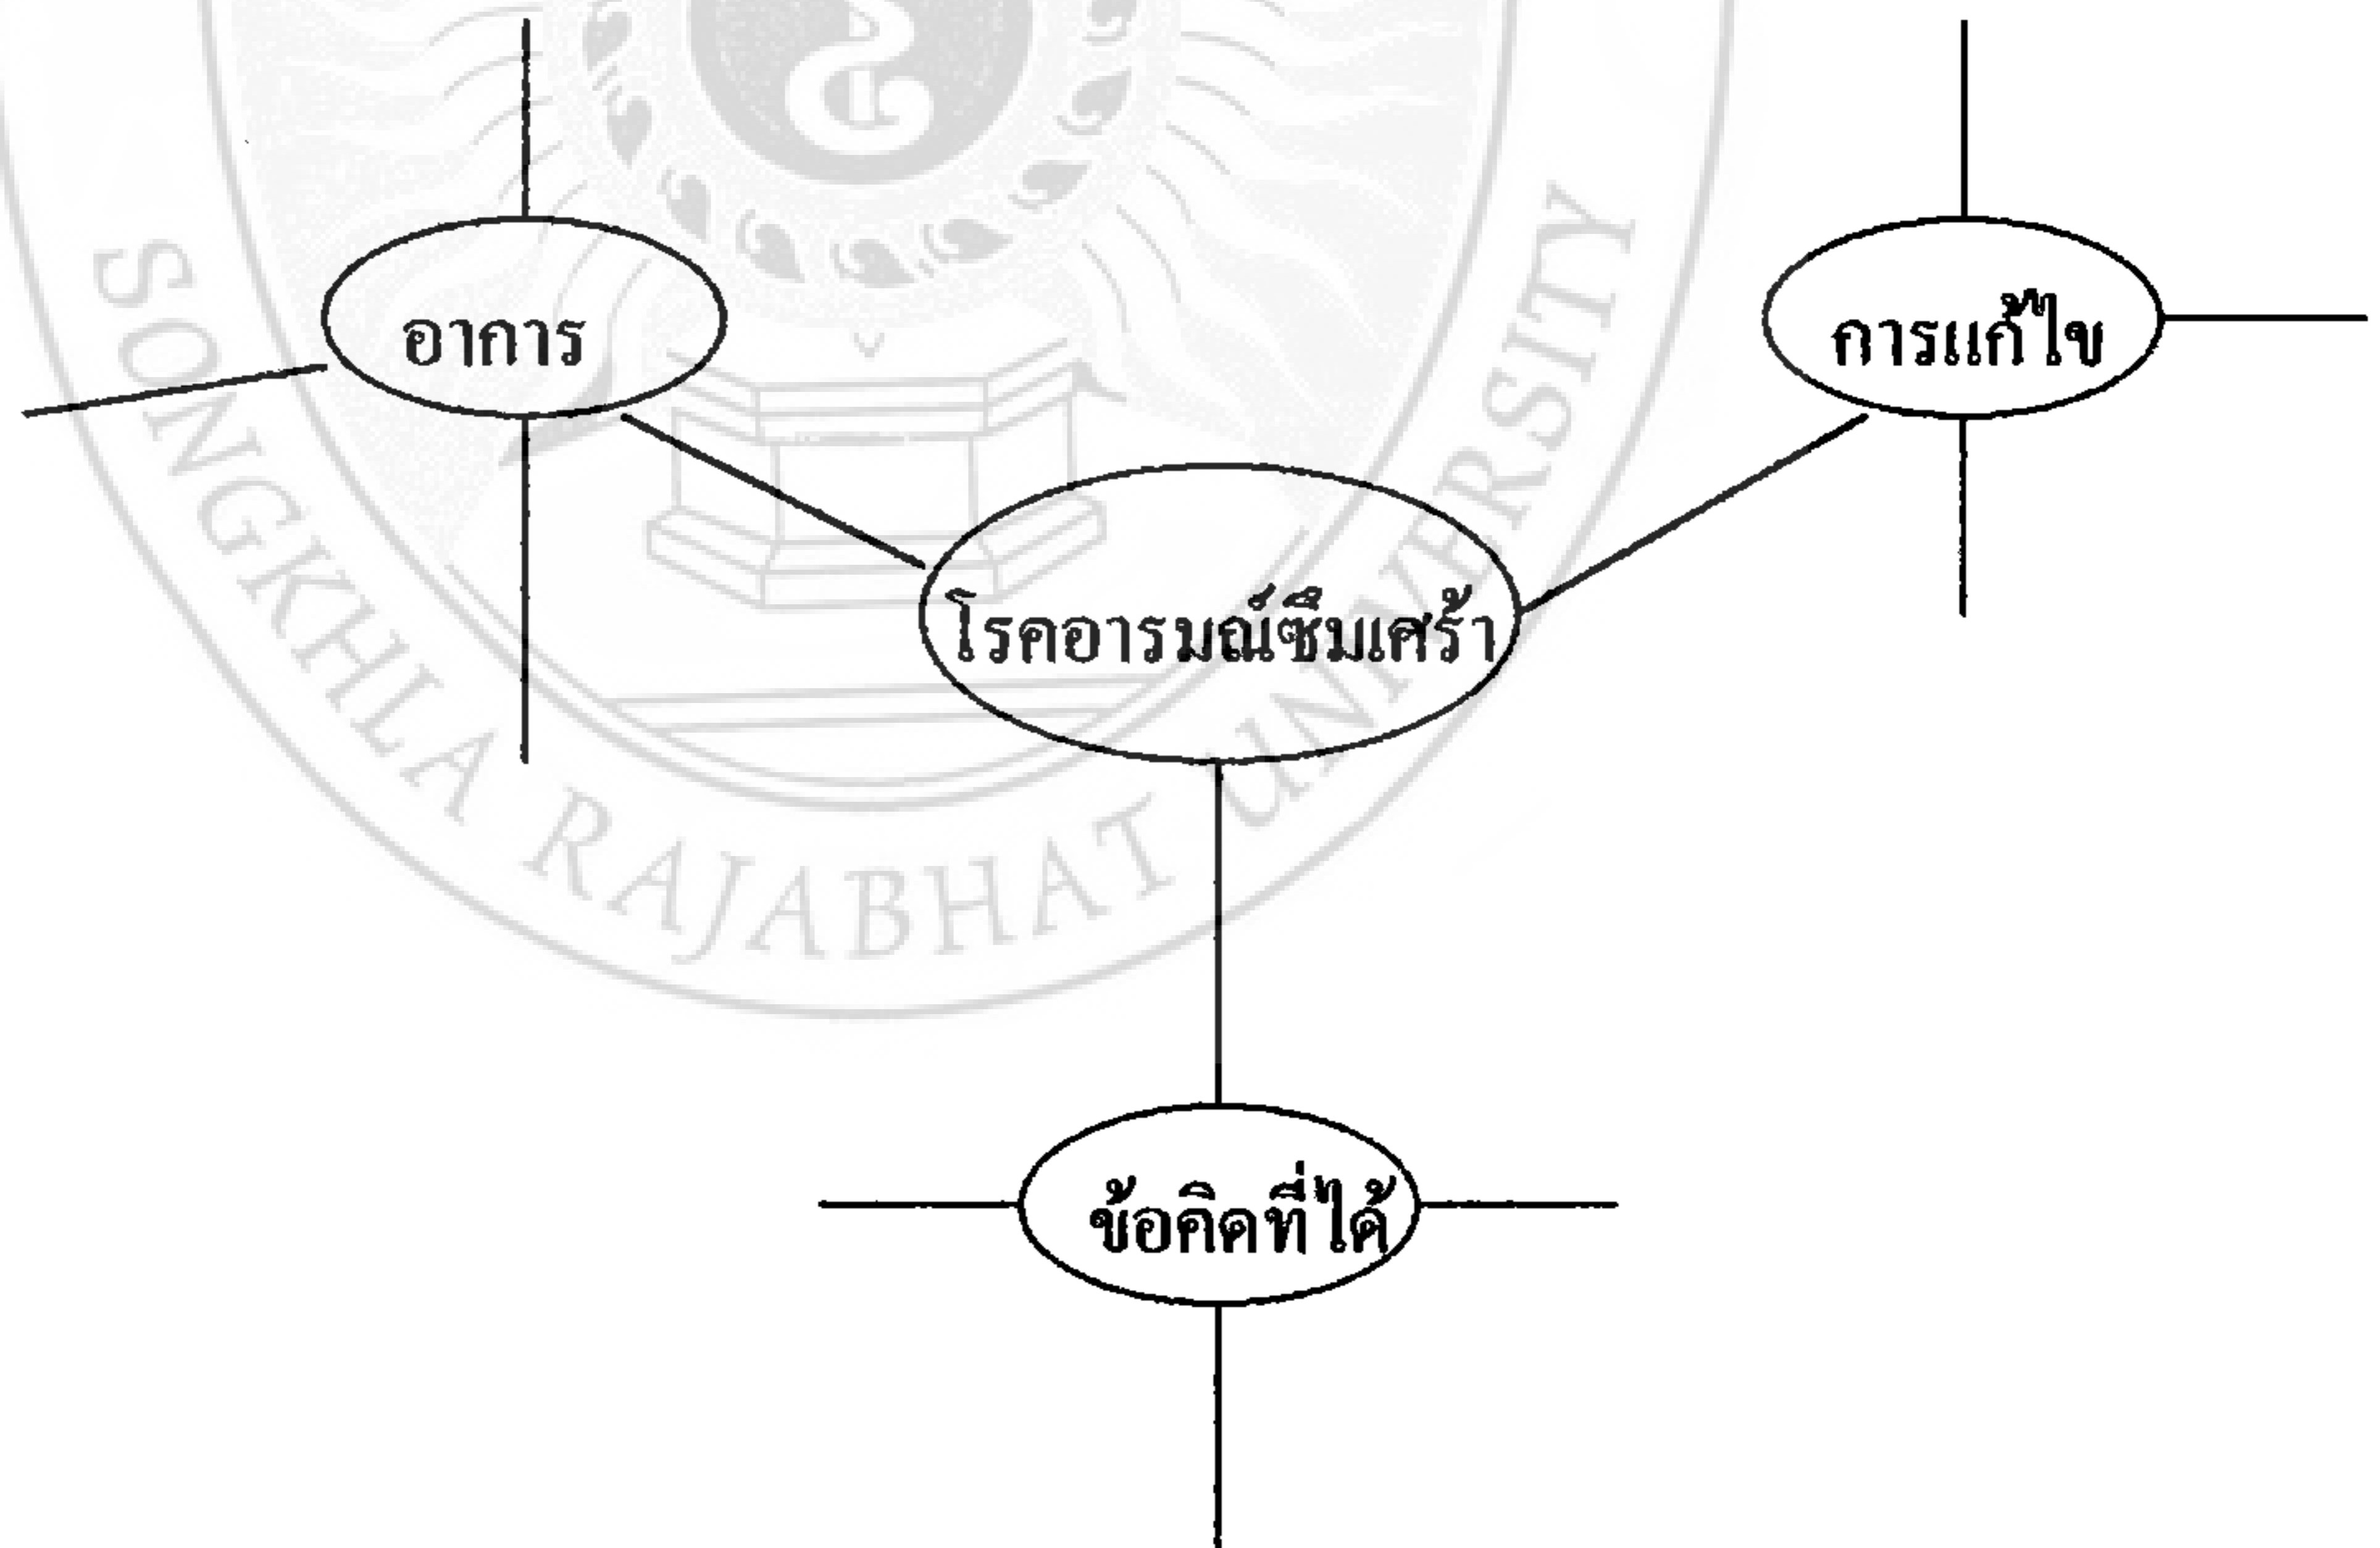 อาการ
การแก้ไข
โรคอารมณ์ซึมเศร้า
ข้อคิดที่ได้
SONGKHLA RAJABHAT UNIVERSITY